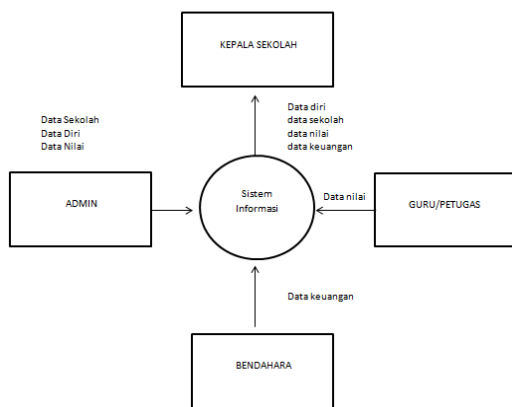 KEPALA SEKOLAH
Data diri
data sekolah
data nilai
data keuangan
Data Sekolah
Data Diri
Data Nilai
ADMIN
Sistem
Informasi
Data nilai
GURU/PETUGAS
Data keuangan
BENDAHARA